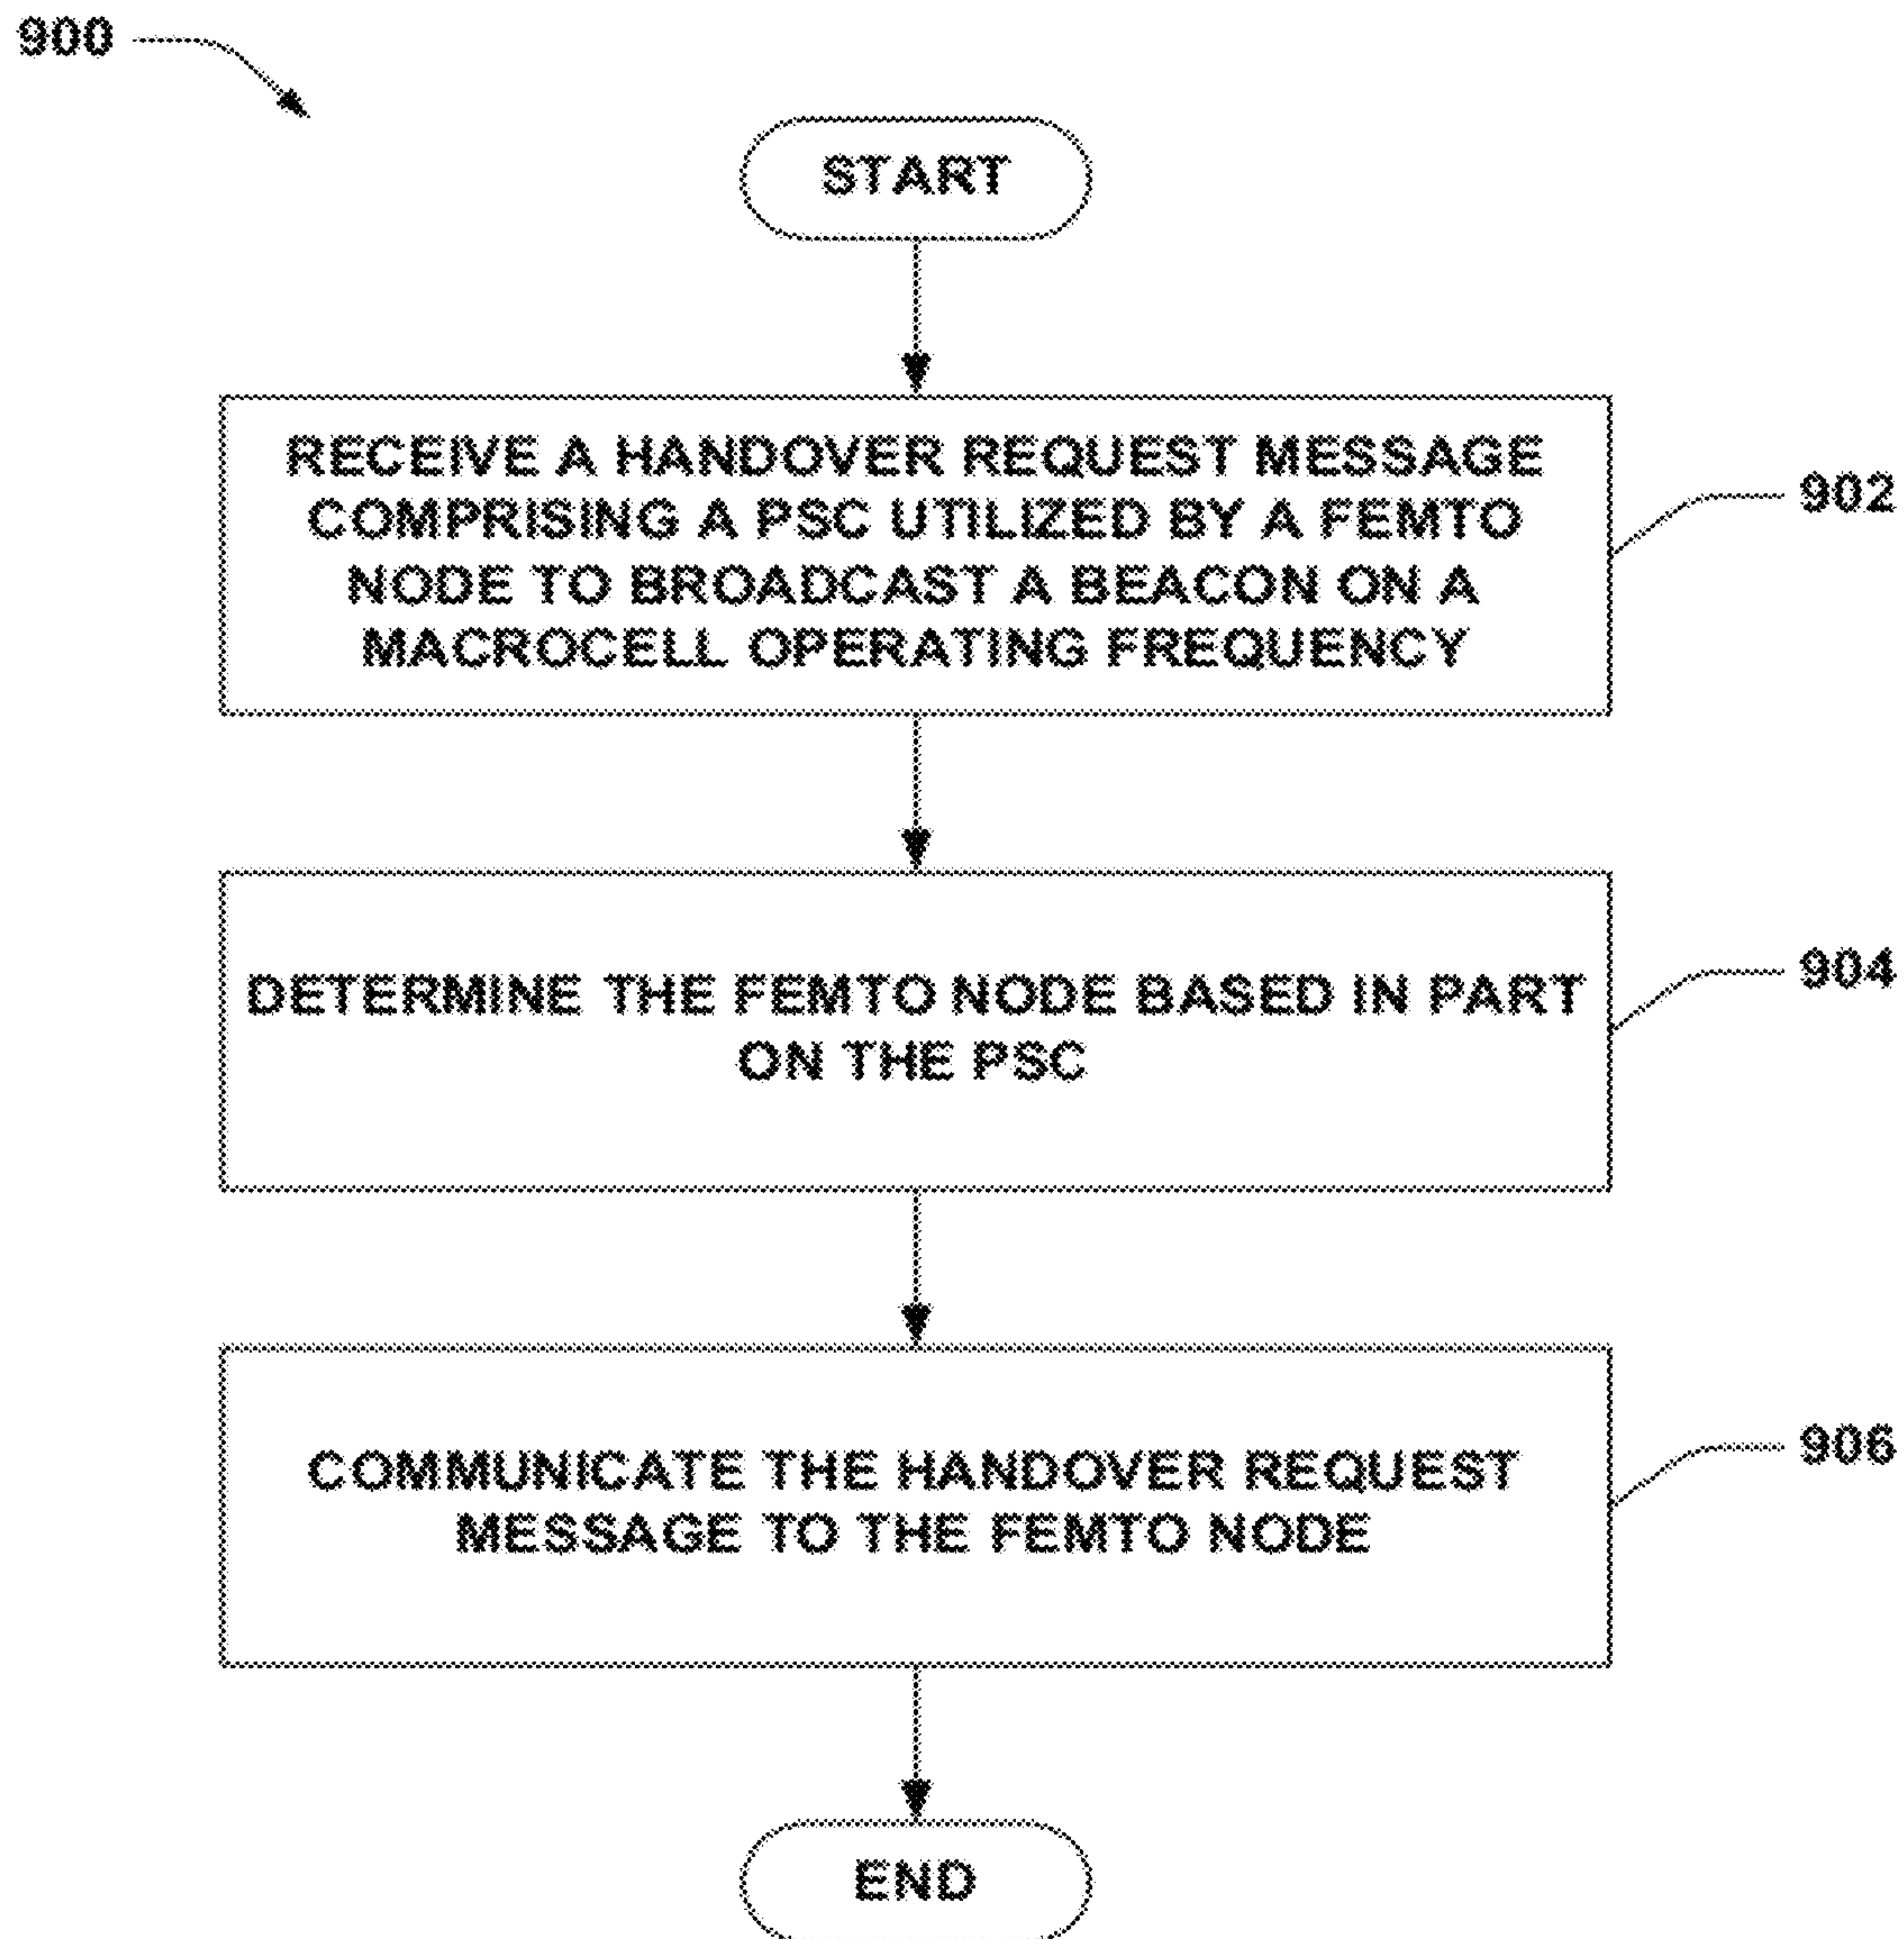 900
START
RECEIVE A HANDOVER REQUEST MESSAGE
COMPRISING A PSC UTILIZED BY A FEMTO
NODE TO BROADCAST A BEACON ON A
MACROCELL OPERATING FREQUENCY
902
DETERMINE THE FEMTO NODE BASED IN PART
ON THE PSC
904
COMMUNICATE THE HANDOVER REQUEST
MESSAGE TO THE FEMTO NODE
906
END